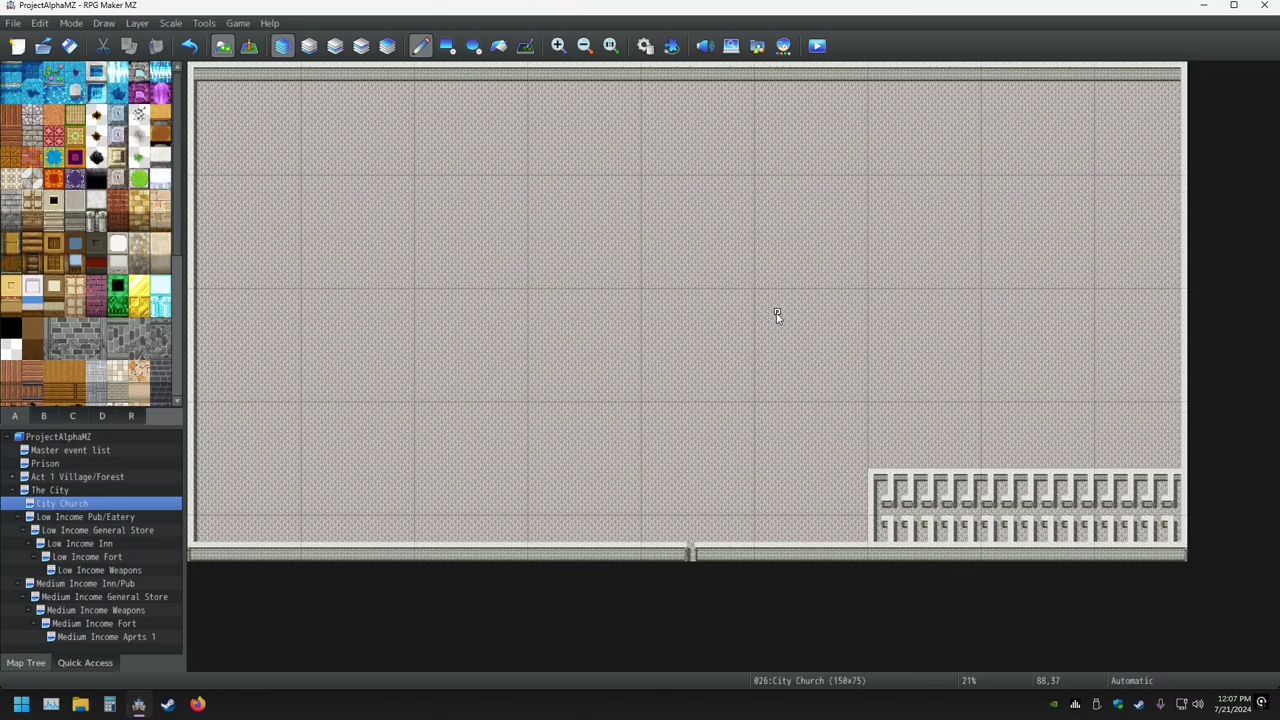 ProjectAlphaMZ - RPG Maker MZ
File Edit Mode Draw Layer Scale Tools Game Help
A B C D R
ProjectAlphaMZ
Master event list
Prison
Act 1 Village/Forest
The City
City Church
Low Income Pub/Eatery
Low Income General Store
Low Income Inn
Low Income Fort
Low Income Weapons
Medium Income Inn/Pub
Medium Income General Store
Medium Income Weapons
Medium Income Fort
Medium Income Aprts 1
Map Tree Quick Access
026:City Church (150x75) 21% 88,37 Automatic
12:07 PM
7/21/2024